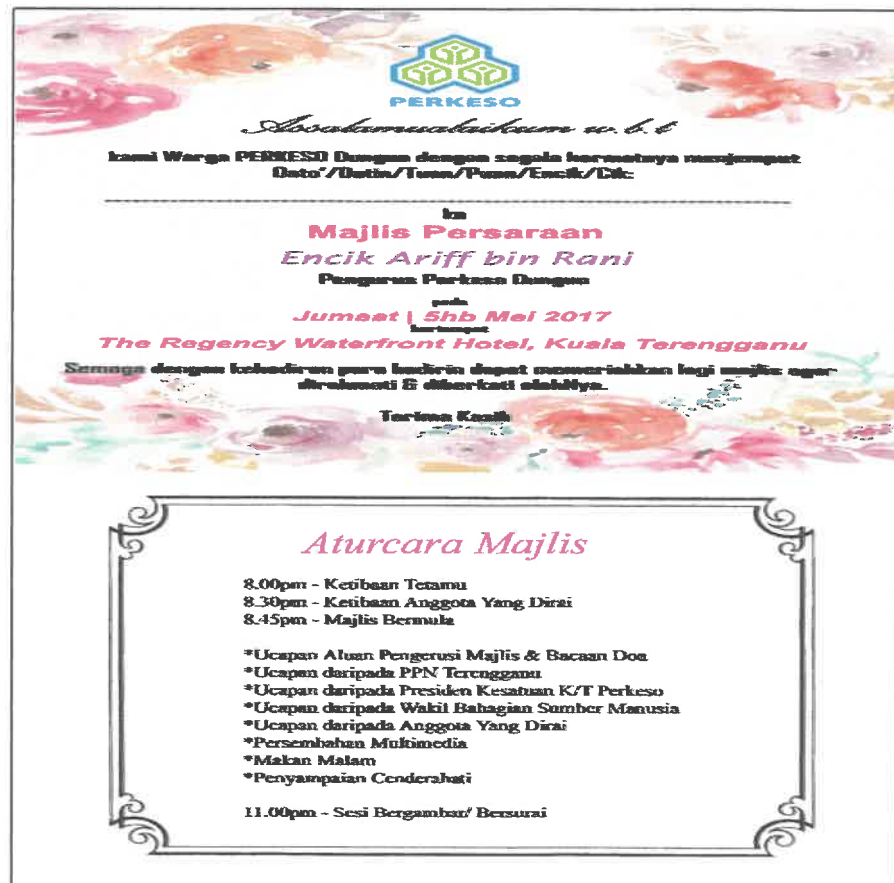 PERKESO
Assalamualaikum w.b.t
kami Warga PERKESO Dungun dengan segala hormatnya menjemput
Dato'/Datin/Tuan/Puan/Encik/Cik:
ke
Majlis Persaraan
Encik Ariff bin Rani
Pengurus Perkeso Dungun
pada
Jumaat | 5hb Mei 2017
bertempat
The Regency Waterfront Hotel, Kuala Terengganu
Semoga dengan kehadiran para hadirin dapat memeriahkan lagi majlis agar
dirahmati & diberkati olehNya.
Terima Kasih
Aturcara Majlis
8.00pm - Ketibaan Tetamu
8.30pm - Ketibaan Anggota Yang Dirai
8.45pm - Majlis Bermula
*Ucapan Aluan Pengerusi Majlis & Bacaan Doa
*Ucapan daripada PPN Terengganu
*Ucapan daripada Presiden Kesatuan K/T Perkeso
*Ucapan daripada Wakil Bahagian Sumber Manusia
*Ucapan daripada Anggota Yang Dirai
*Persembahan Multimedia
*Makan Malam
*Penyampaian Cenderahati
11.00pm - Sesi Bergambar/ Bersurai